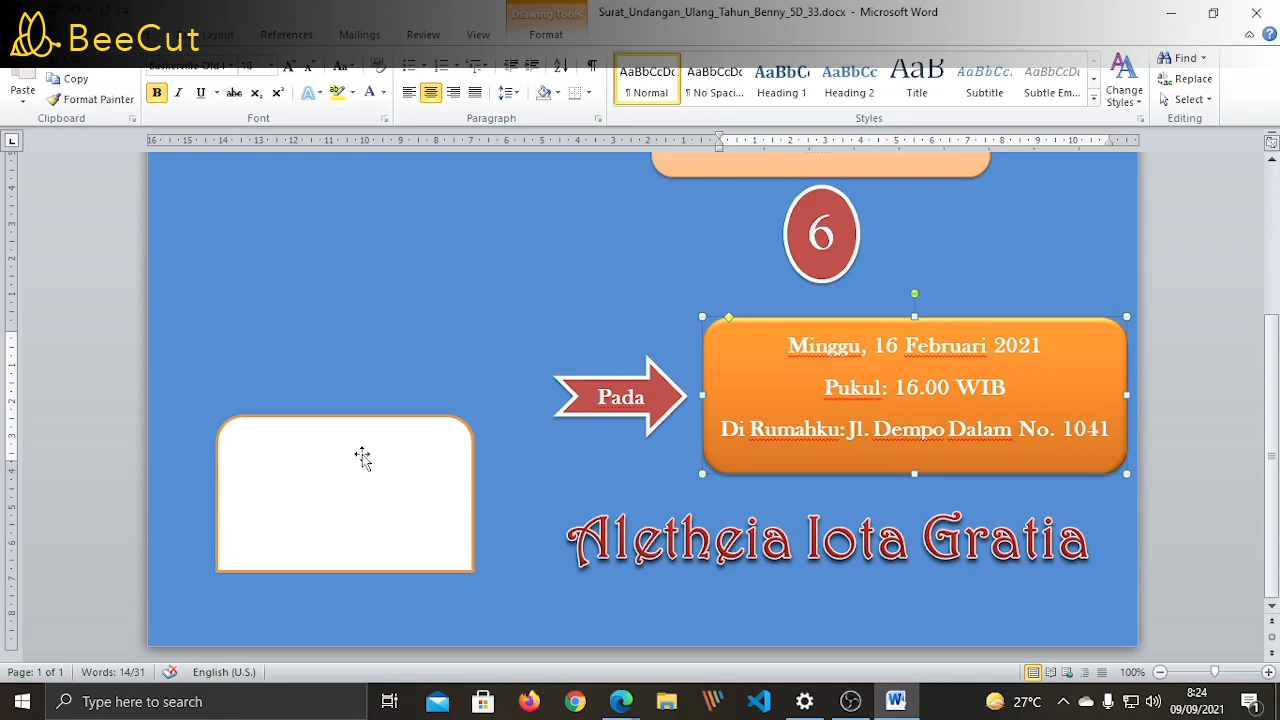 BeeCut
Drawing Tools
Surat_Undangan_Ulang_Tahun_Benny_5D_33.docx - Microsoft Word
Layout References Mailings Review View Format
Copy
Format Painter
Paste
Clipboard
18
Font
Paragraph
AaBbCcDc
¶ Normal
AaBbCcDc
¶ No Spaci...
AaBbC
Heading 1
AaBbCc
Heading 2
AaB
Title
AaBbCc.
Subtitle
AaBbCcDt
Subtle Em...
Change
Styles
Styles
Find
Replace
Select
Editing
6
Minggu, 16 Februari 2021
Pukul: 16.00 WIB
Pada
Di Rumahku: Jl. Dempo Dalam No. 1041
Aletheia Iota Gratia
Page: 1 of 1 Words: 14/31 English (U.S.) 100%
Type here to search
27°C
8:24
09/09/2021